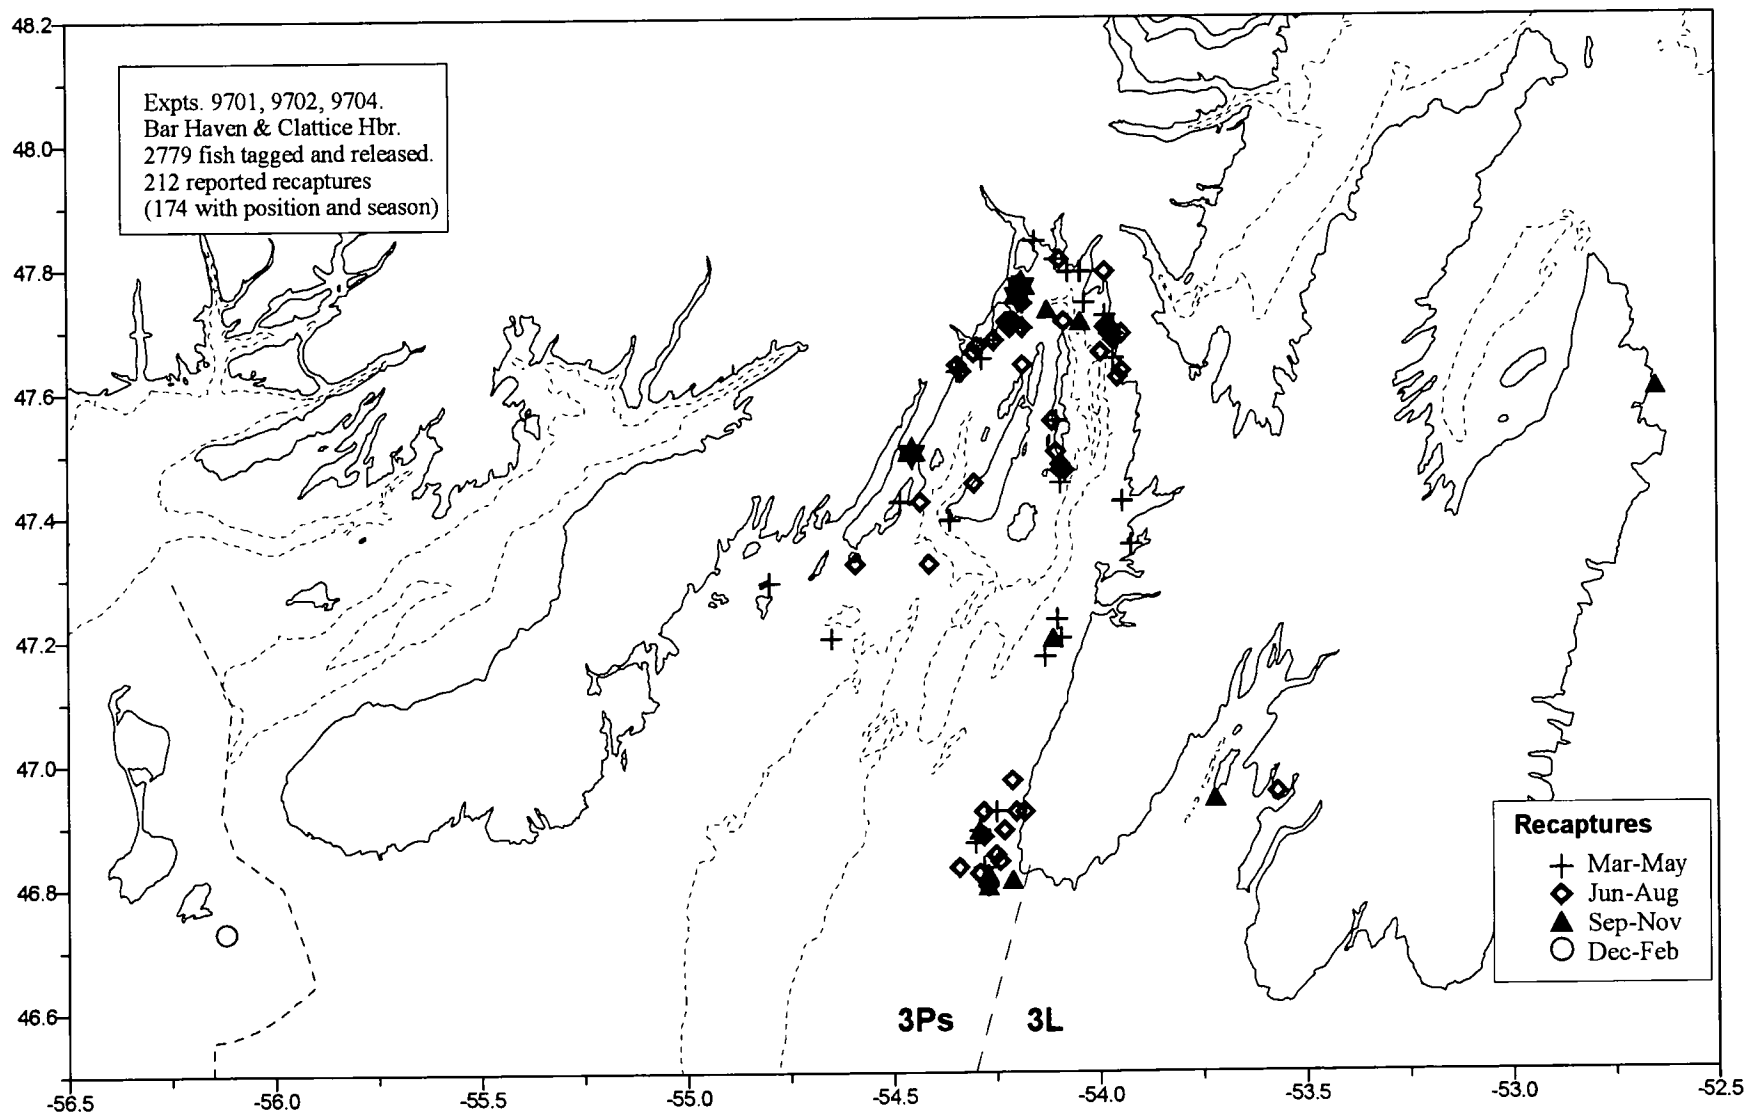 48.2
Expts. 9701, 9702, 9704.
Bar Haven & Clattice Hbr.
2779 fish tagged and released.
212 reported recaptures
(174 with position and season)
48.0
47.8
47.6
47.4
47.2
47.0
46.8
46.6
Recaptures
Mar-May
Jun-Aug
Sep-Nov
Dec-Feb
3Ps
3L
-56.5
-56.0
-55.5
-55.0
-54.5
-54.0
-53.5
-53.0
-52.5